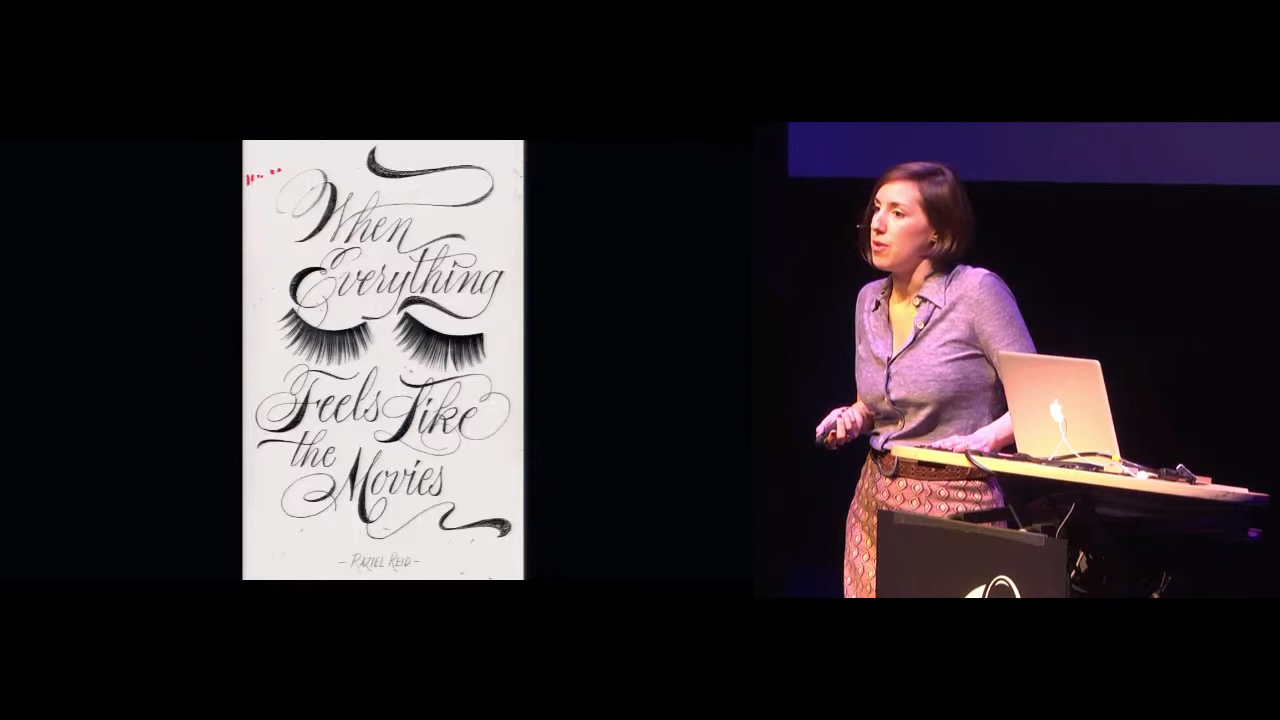 When
Everything
Feels Like
the
Movies
– RAZIEL REID –